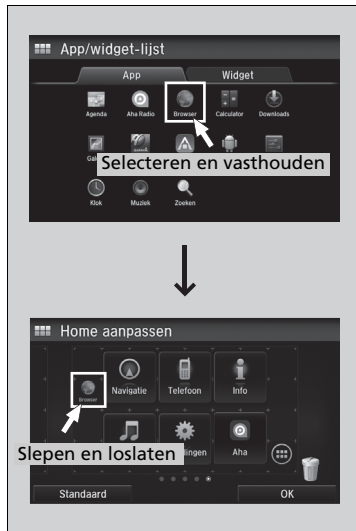 App/widget-lijst
App Widget
Agenda Aha Radio Browser Calculator Downloads
Selecteren en vasthouden
Klok Muziek Zoeken
Home aanpassen
Browser Navigatie Telefoon Info
Slepen en loslaten
Aha
Standaard OK